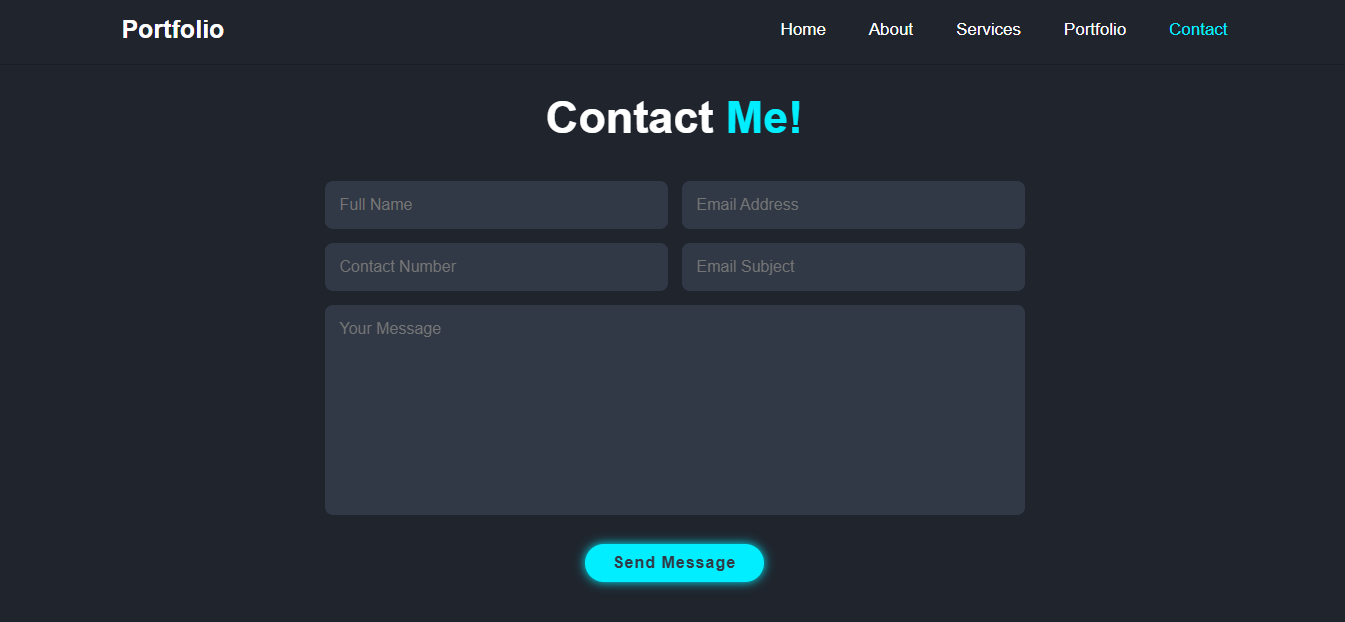 Portfolio Home About Services Portfolio Contact
Contact Me!
Full Name Email Address
Contact Number Email Subject
Your Message
Send Message